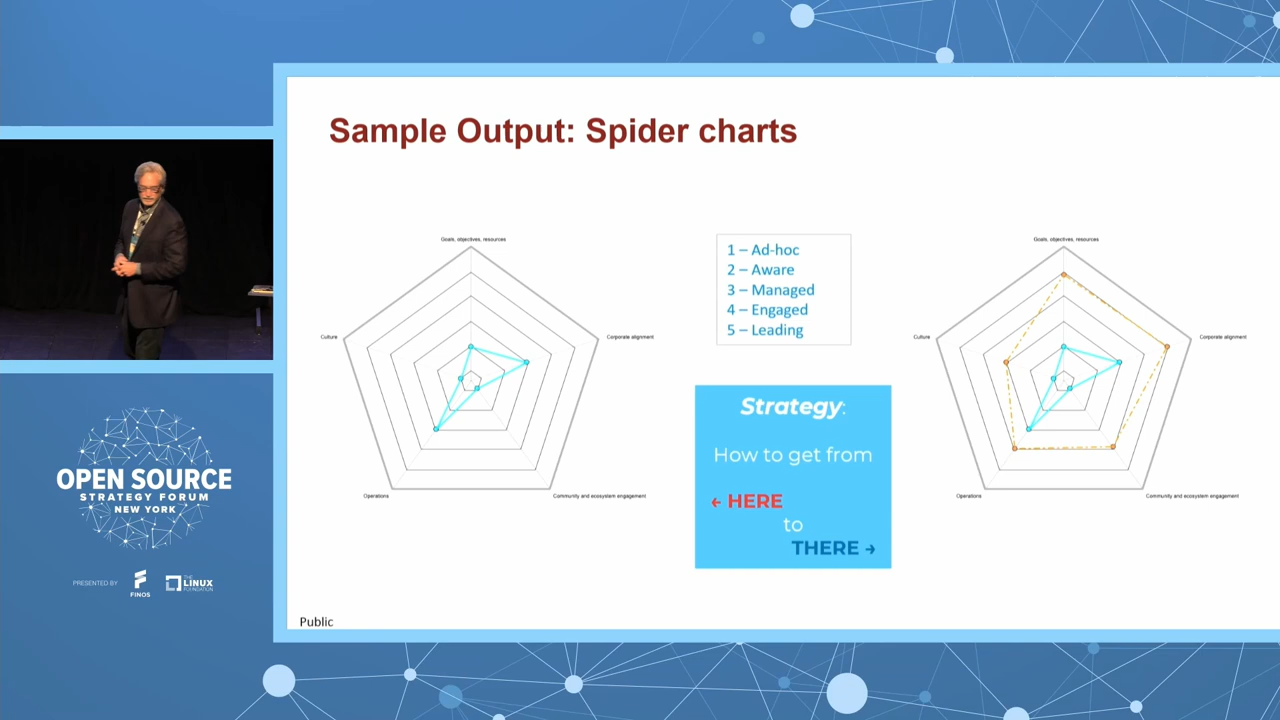 Sample Output: Spider charts
Goals, objectives, resources
Culture
Corporate alignment
Operations
Community and ecosystem engagement
1 – Ad-hoc
2 – Aware
3 – Managed
4 – Engaged
5 – Leading
Strategy:
How to get from
← HERE
to
THERE →
Goals, objectives, resources
Culture
Corporate alignment
Operations
Community and ecosystem engagement
Public
OPEN SOURCE
STRATEGY FORUM
NEW YORK
PRESENTED BY
FINOS
THE
LINUX
FOUNDATION